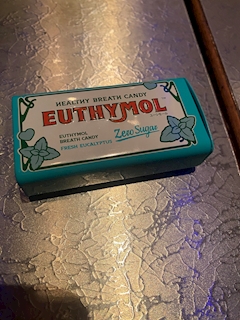 HEALTHY BREATH CANDY
EUTHYMOL
EUTHYMOL
BREATH CANDY
Zero Sugar
FRESH EUCALYPTUS